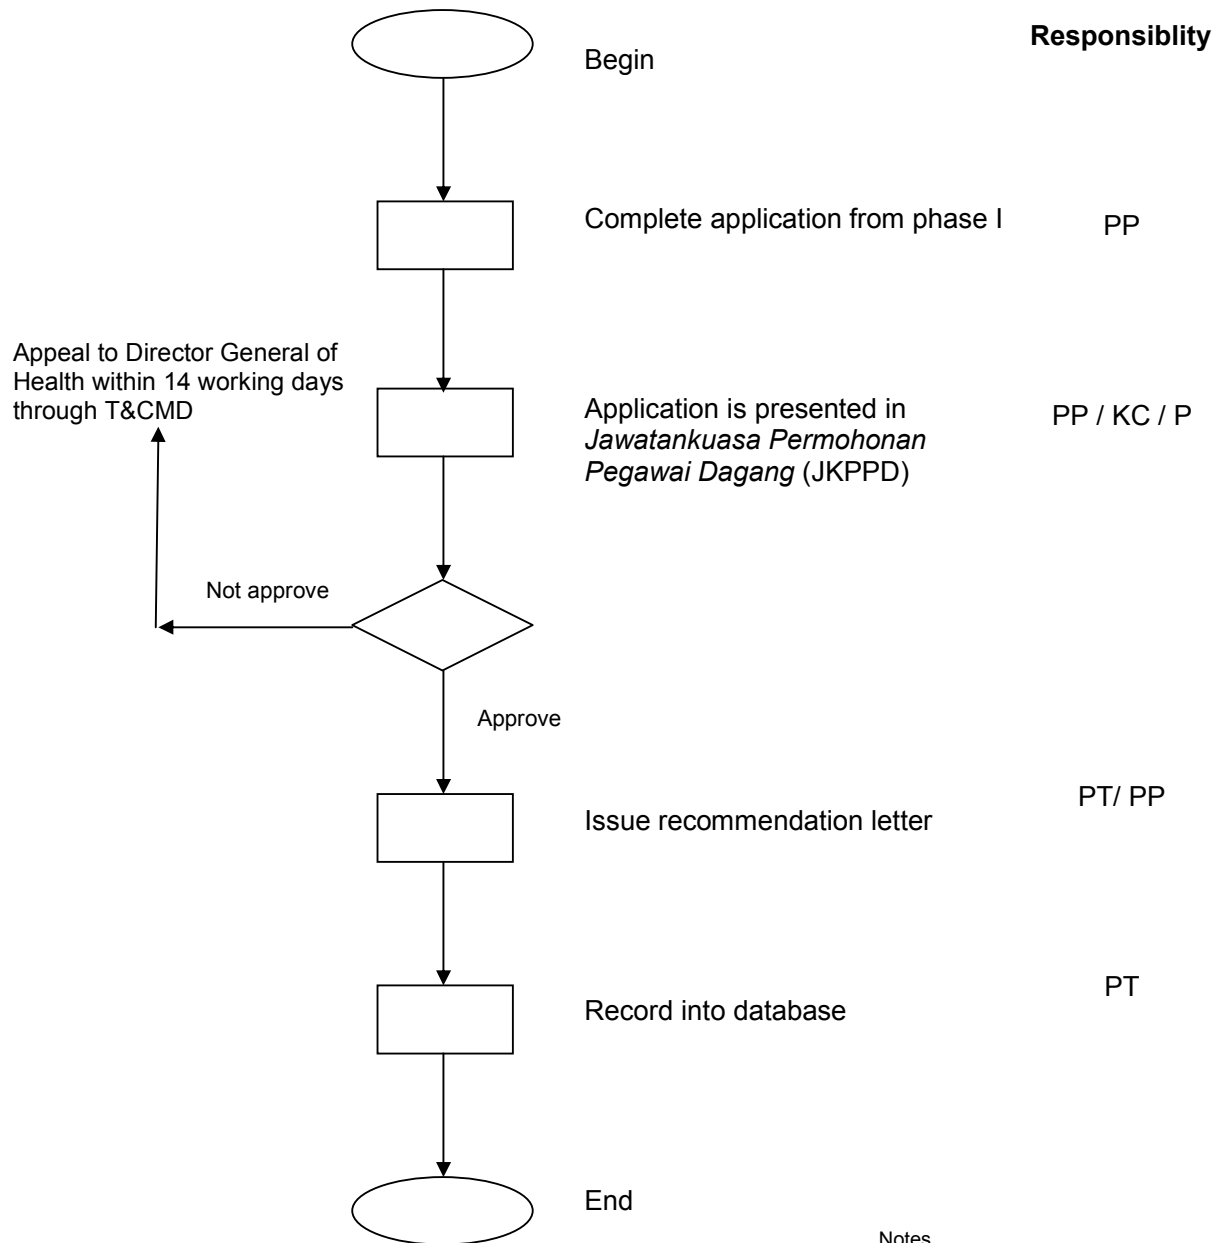 Responsiblity
Begin
Complete application from phase I
PP
Appeal to Director General of
Health within 14 working days
through T&CMD
Application is presented in
Jawatankuasa Permohonan
Pegawai Dagang (JKPPD)
PP / KC / P
Not approve
Approve
Issue recommendation letter
PT/ PP
Record into database
PT
End
Notes